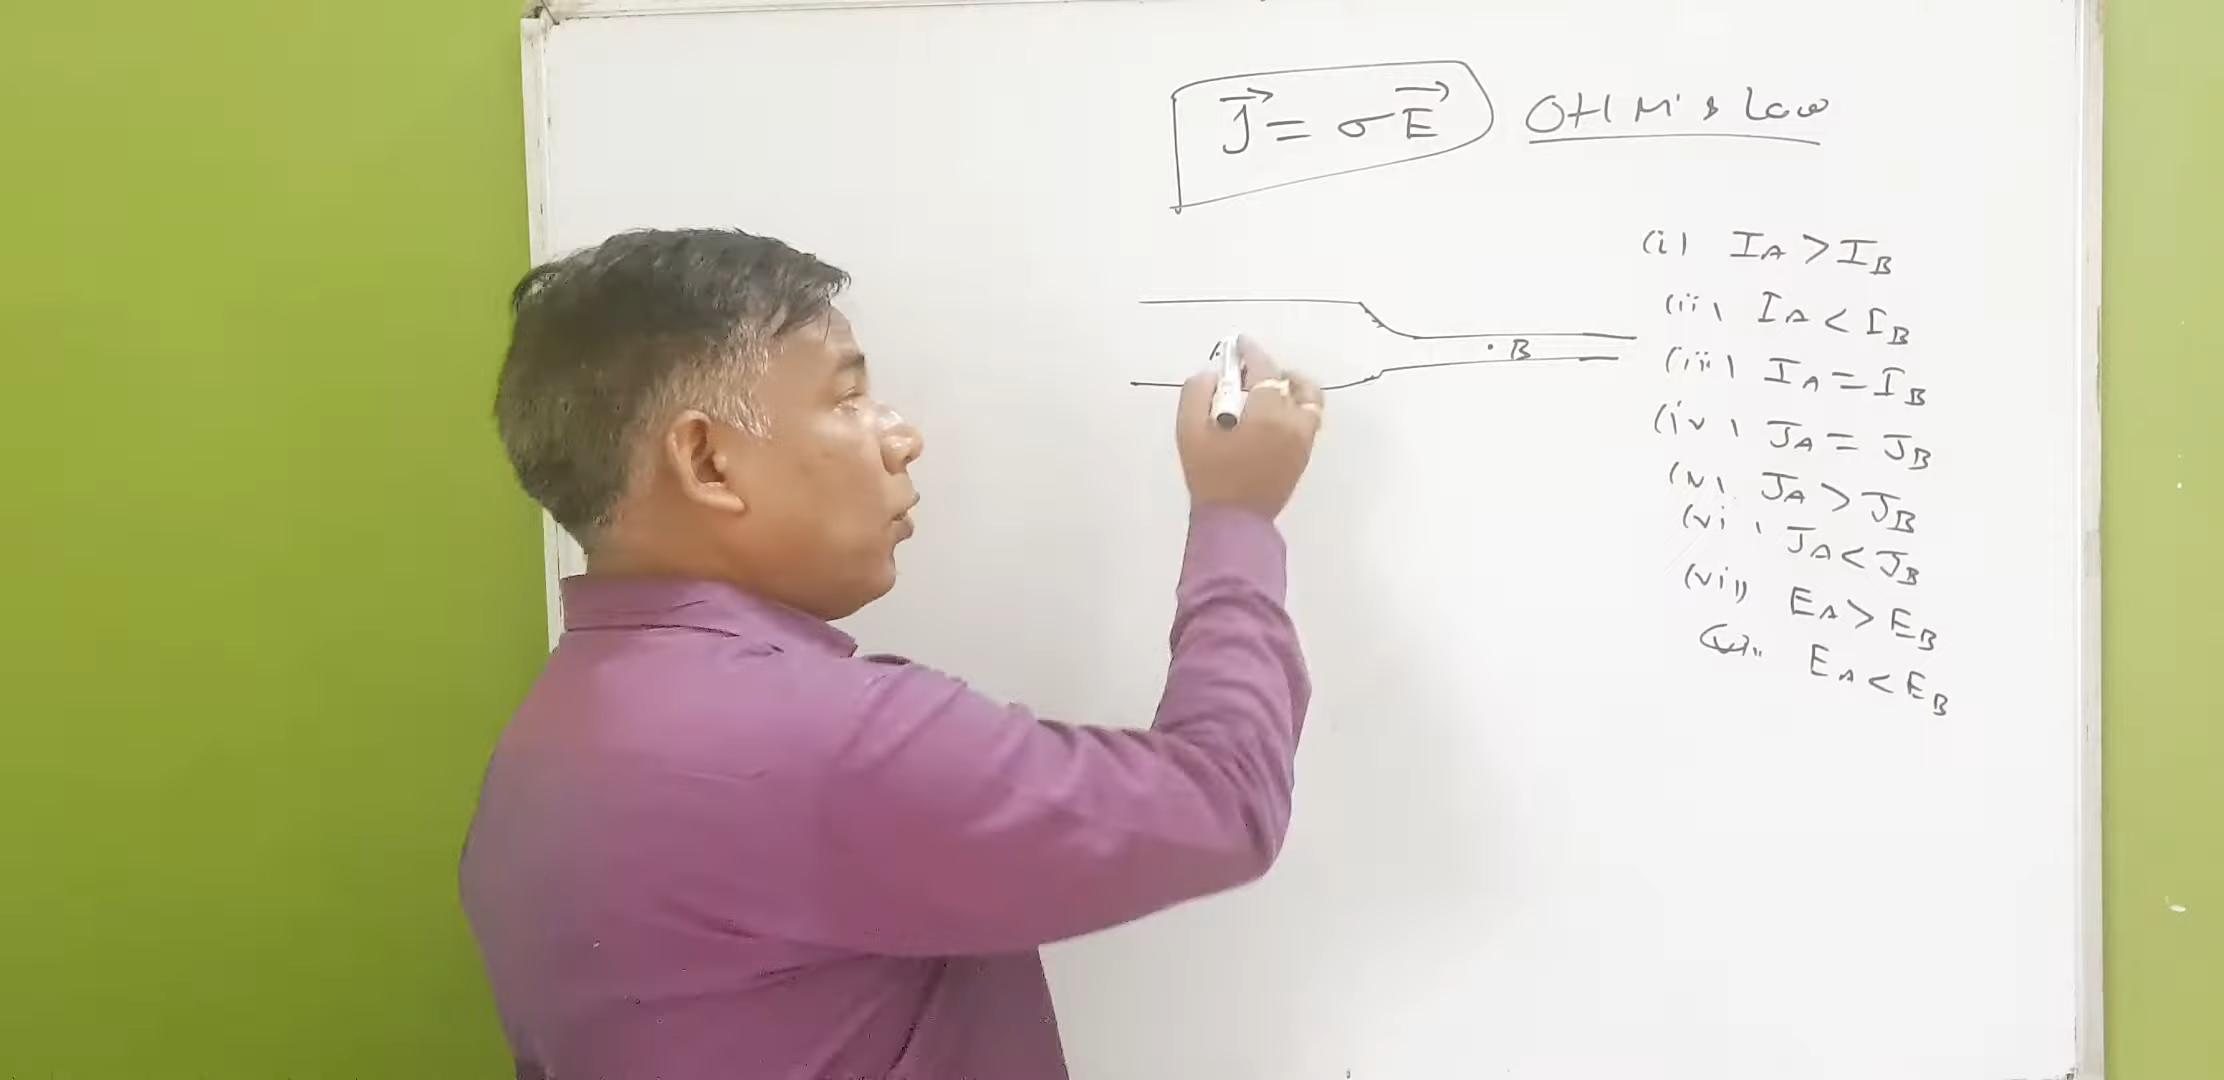 J = σE OHM's Law
(i) IA > IB
(ii) IA < IB
A
. B
(iii) IA = IB
(iv) JA = JB
(v) JA > JB
(vi) JA < JB
(vii) EA > EB
EA < EB